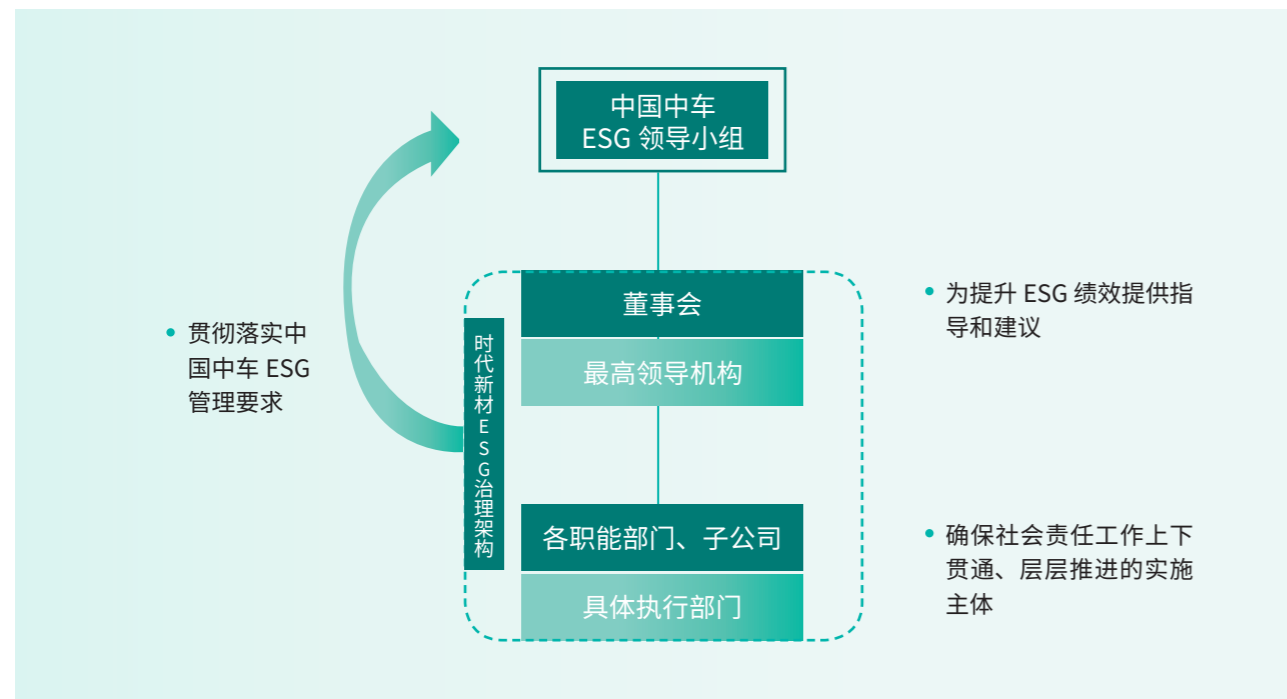 中国中车
ESG 领导小组
董事会
最高领导机构
为提升 ESG 绩效提供指
导和建议
贯彻落实中
国中车 ESG
管理要求
时代新材ESG治理架构
各职能部门、子公司
具体执行部门
确保社会责任工作上下
贯通、层层推进的实施
主体